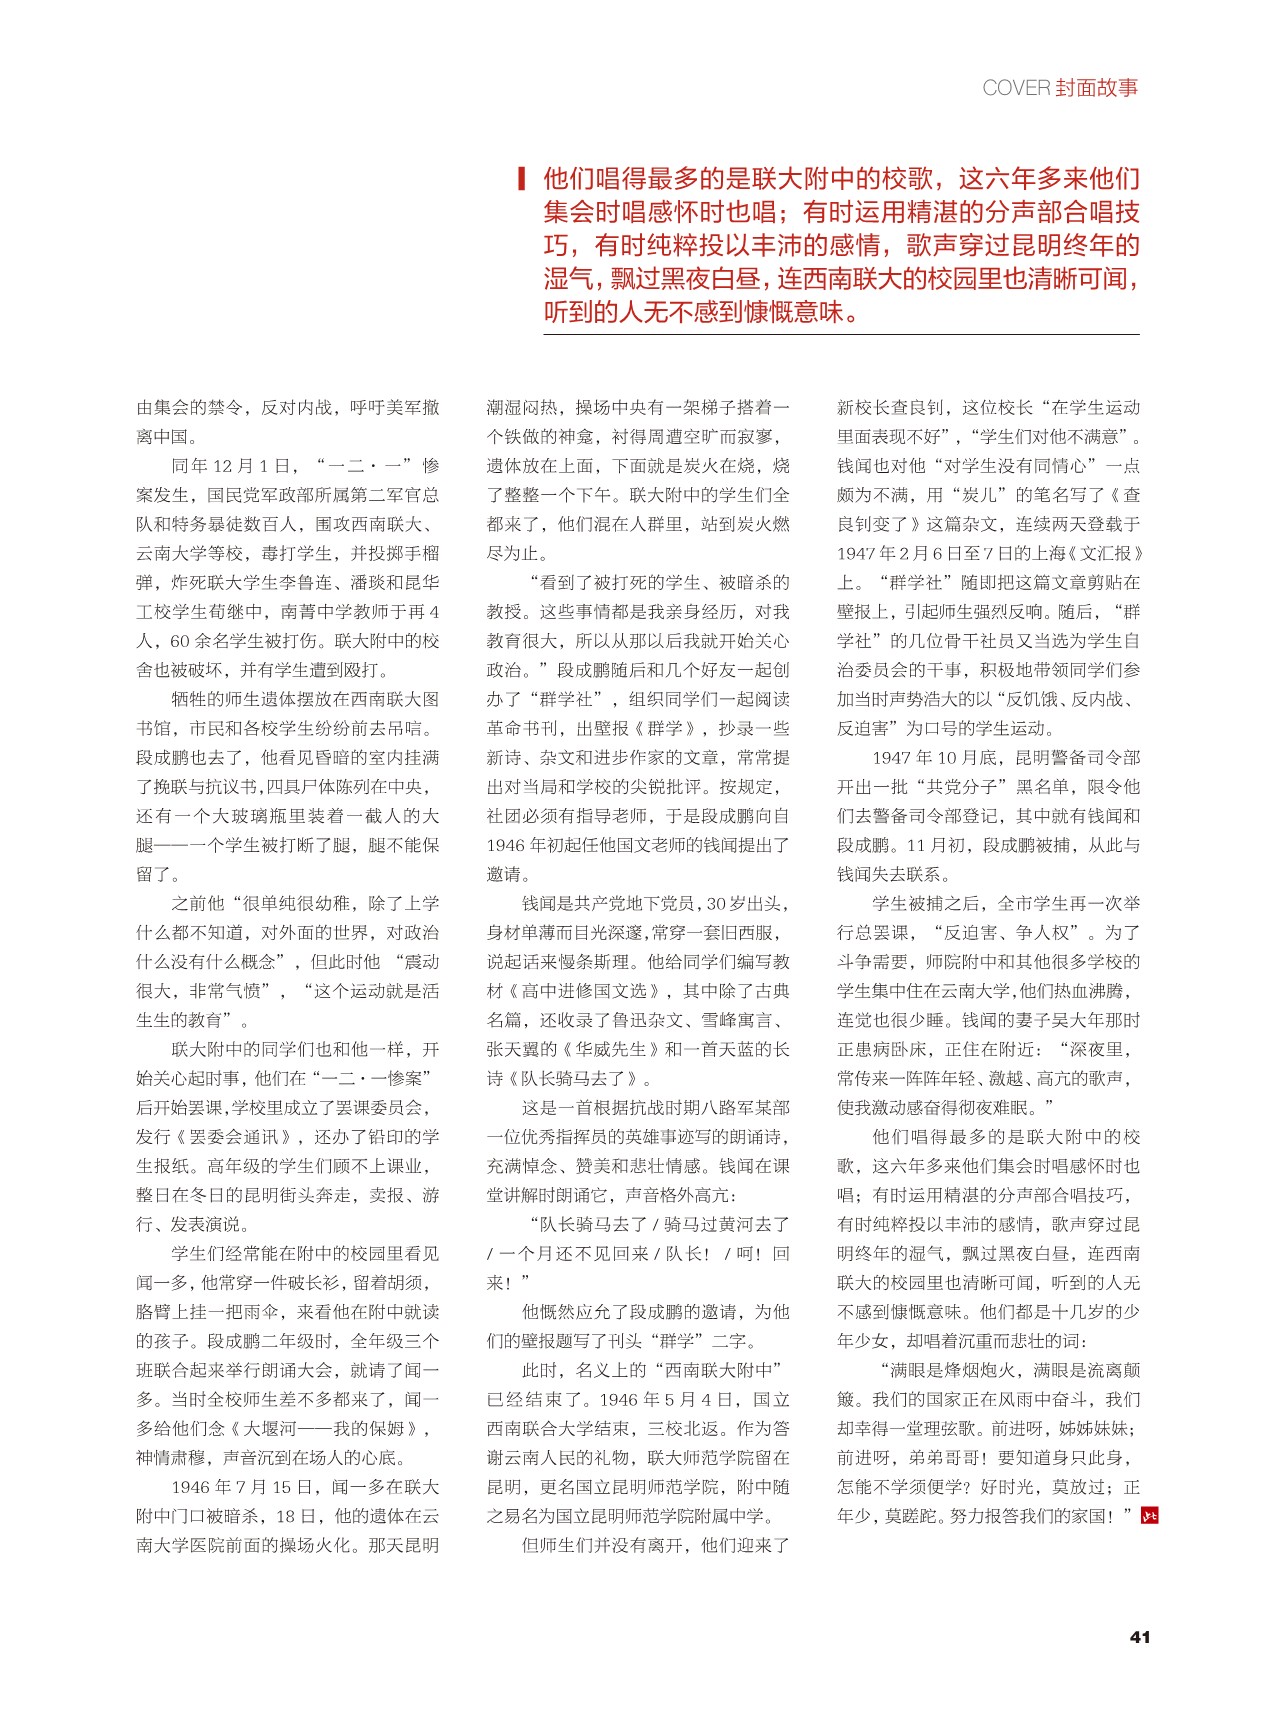 COVER 封面故事
他们唱得最多的是联大附中的校歌，这六年多来他们
集会时唱感怀时也唱；有时运用精湛的分声部合唱技
巧，有时纯粹投以丰沛的感情，歌声穿过昆明终年的
湿气，飘过黑夜白昼，连西南联大的校园里也清晰可闻，
听到的人无不感到慷慨意味。
由集会的禁令，反对内战，呼吁美军撤
离中国。
同年 12 月 1 日，“一二·一”惨
案发生，国民党军政部所属第二军官总
队和特务暴徒数百人，围攻西南联大、
云南大学等校，毒打学生，并投掷手榴
弹，炸死联大学生李鲁连、潘琰和昆华
工校学生荀继中，南菁中学教师于再 4
人，60 余名学生被打伤。联大附中的校
舍也被破坏，并有学生遭到殴打。
牺牲的师生遗体摆放在西南联大图
书馆，市民和各校学生纷纷前去吊唁。
段成鹏也去了，他看见昏暗的室内挂满
了挽联与抗议书，四具尸体陈列在中央，
还有一个大玻璃瓶里装着一截人的大
腿——一个学生被打断了腿，腿不能保
留了。
之前他“很单纯很幼稚，除了上学
什么都不知道，对外面的世界，对政治
什么没有什么概念”，但此时他 “震动
很大，非常气愤”，“这个运动就是活
生生的教育”。
联大附中的同学们也和他一样，开
始关心起时事，他们在“一二·一惨案”
后开始罢课，学校里成立了罢课委员会，
发行《罢委会通讯》，还办了铅印的学
生报纸。高年级的学生们顾不上课业，
整日在冬日的昆明街头奔走，卖报、游
行、发表演说。
学生们经常能在附中的校园里看见
闻一多，他常穿一件破长衫，留着胡须，
胳臂上挂一把雨伞，来看他在附中就读
的孩子。段成鹏二年级时，全年级三个
班联合起来举行朗诵大会，就请了闻一
多。当时全校师生差不多都来了，闻一
多给他们念《大堰河——我的保姆》，
神情肃穆，声音沉到在场人的心底。
1946 年 7 月 15 日，闻一多在联大
附中门口被暗杀，18 日，他的遗体在云
南大学医院前面的操场火化。那天昆明
潮湿闷热，操场中央有一架梯子搭着一
个铁做的神龛，衬得周遭空旷而寂寥，
遗体放在上面，下面就是炭火在烧，烧
了整整一个下午。联大附中的学生们全
都来了，他们混在人群里，站到炭火燃
尽为止。
“看到了被打死的学生、被暗杀的
教授。这些事情都是我亲身经历，对我
教育很大，所以从那以后我就开始关心
政治。”段成鹏随后和几个好友一起创
办了“群学社”，组织同学们一起阅读
革命书刊，出壁报《群学》，抄录一些
新诗、杂文和进步作家的文章，常常提
出对当局和学校的尖锐批评。按规定，
社团必须有指导老师，于是段成鹏向自
1946 年初起任他国文老师的钱闻提出了
邀请。
钱闻是共产党地下党员，30 岁出头，
身材单薄而目光深邃，常穿一套旧西服，
说起话来慢条斯理。他给同学们编写教
材《高中进修国文选》，其中除了古典
名篇，还收录了鲁迅杂文、雪峰寓言、
张天翼的《华威先生》和一首天蓝的长
诗《队长骑马去了》。
这是一首根据抗战时期八路军某部
一位优秀指挥员的英雄事迹写的朗诵诗，
充满悼念、赞美和悲壮情感。钱闻在课
堂讲解时朗诵它，声音格外高亢：
“队长骑马去了 / 骑马过黄河去了
/ 一个月还不见回来 / 队长！ / 呵！回
来！”
他慨然应允了段成鹏的邀请，为他
们的壁报题写了刊头“群学”二字。
此时，名义上的“西南联大附中”
已经结束了。1946 年 5 月 4 日，国立
西南联合大学结束，三校北返。作为答
谢云南人民的礼物，联大师范学院留在
昆明，更名国立昆明师范学院，附中随
之易名为国立昆明师范学院附属中学。
但师生们并没有离开，他们迎来了
新校长查良钊，这位校长“在学生运动
里面表现不好”，“学生们对他不满意”。
钱闻也对他“对学生没有同情心”一点
颇为不满，用“炭儿”的笔名写了《查
良钊变了》这篇杂文，连续两天登载于
1947 年 2 月 6 日至 7 日的上海《文汇报》
上。“群学社”随即把这篇文章剪贴在
壁报上，引起师生强烈反响。随后，“群
学社”的几位骨干社员又当选为学生自
治委员会的干事，积极地带领同学们参
加当时声势浩大的以“反饥饿、反内战、
反迫害”为口号的学生运动。
1947 年 10 月底，昆明警备司令部
开出一批“共党分子”黑名单，限令他
们去警备司令部登记，其中就有钱闻和
段成鹏。11 月初，段成鹏被捕，从此与
钱闻失去联系。
学生被捕之后，全市学生再一次举
行总罢课，“反迫害、争人权”。为了
斗争需要，师院附中和其他很多学校的
学生集中住在云南大学，他们热血沸腾，
连觉也很少睡。钱闻的妻子吴大年那时
正患病卧床，正住在附近：“深夜里，
常传来一阵阵年轻、激越、高亢的歌声，
使我激动感奋得彻夜难眠。”
他们唱得最多的是联大附中的校
歌，这六年多来他们集会时唱感怀时也
唱；有时运用精湛的分声部合唱技巧，
有时纯粹投以丰沛的感情，歌声穿过昆
明终年的湿气，飘过黑夜白昼，连西南
联大的校园里也清晰可闻，听到的人无
不感到慷慨意味。他们都是十几岁的少
年少女，却唱着沉重而悲壮的词：
“满眼是烽烟炮火，满眼是流离颠
簸。我们的国家正在风雨中奋斗，我们
却幸得一堂理弦歌。前进呀，姊姊妹妹；
前进呀，弟弟哥哥！要知道身只此身，
怎能不学须便学？好时光，莫放过；正
年少，莫蹉跎。努力报答我们的家国！”
41